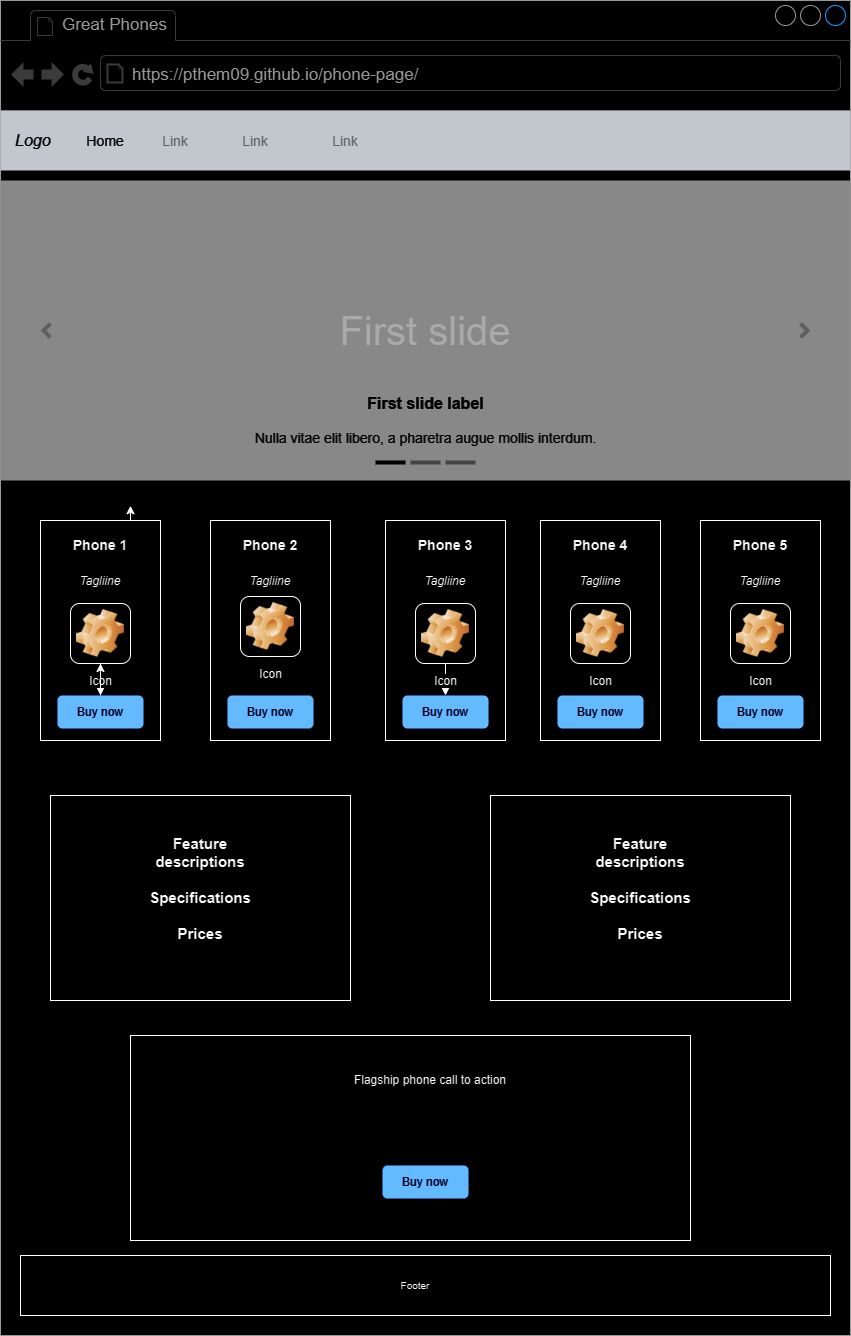 Great Phones
https://pthem09.github.io/phone-page/
Logo Home Link Link Link
First slide
First slide label
Nulla vitae elit libero, a pharetra augue mollis interdum.
Phone 1 Phone 2 Phone 3 Phone 4 Phone 5
Tagliine Tagliine Tagliine Tagliine Tagliine
Icon Icon Icon Icon Icon
Buy now Buy now Buy now Buy now Buy now
Feature
descriptions
Specifications
Prices
Feature
descriptions
Specifications
Prices
Flagship phone call to action
Buy now
Footer